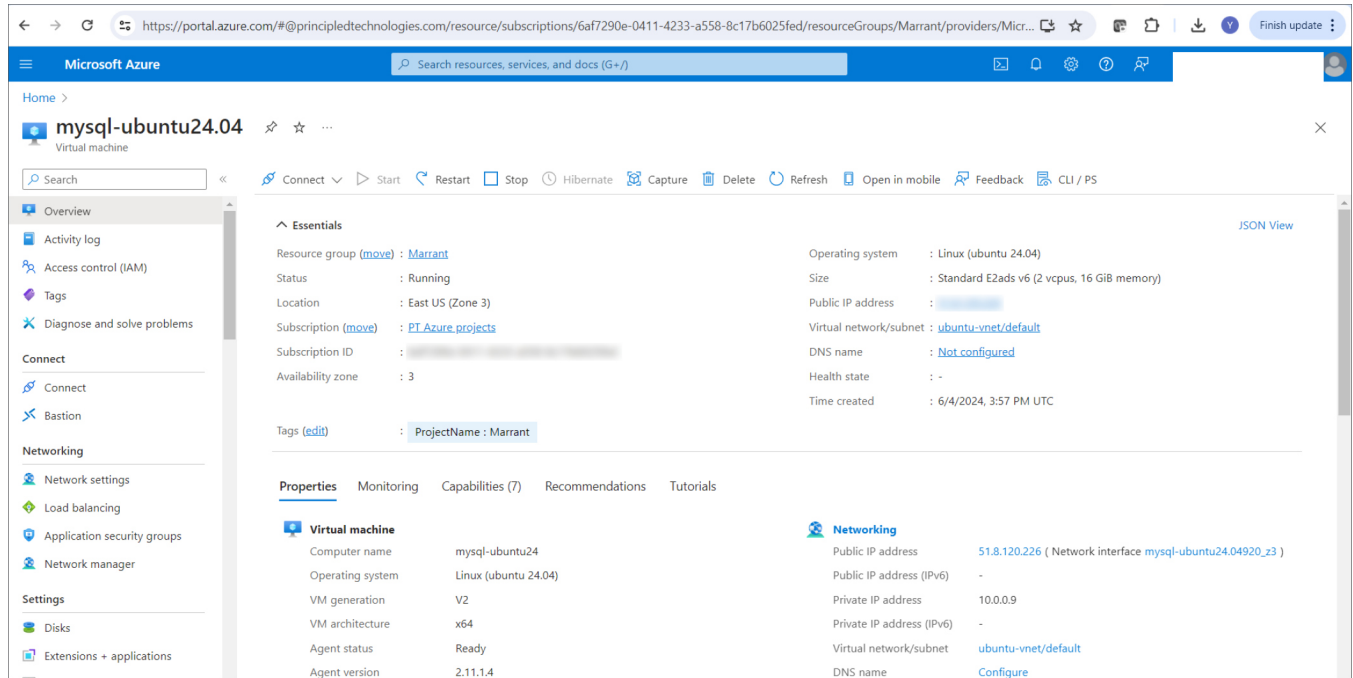 https://portal.azure.com/#@principledtechnologies.com/resource/subscriptions/6af7290e-0411-4233-a558-8c17b6025fed/resourceGroups/Marrant/providers/Micr...
Y
Finish update
Microsoft Azure
Search resources, services, and docs (G+/)
Home >
mysql-ubuntu24.04
Virtual machine
Search
Connect
Start
Restart
Stop
Hibernate
Capture
Delete
Refresh
Open in mobile
Feedback
CLI / PS
Overview
Activity log
Access control (IAM)
Tags
Diagnose and solve problems
Connect
Connect
Bastion
Networking
Network settings
Load balancing
Application security groups
Network manager
Settings
Disks
Extensions + applications
Essentials
JSON View
Resource group (move) : Marrant
Status : Running
Location : East US (Zone 3)
Subscription (move) : PT Azure projects
Subscription ID :
Availability zone : 3
Operating system : Linux (ubuntu 24.04)
Size : Standard E2ads v6 (2 vcpus, 16 GiB memory)
Public IP address :
Virtual network/subnet : ubuntu-vnet/default
DNS name : Not configured
Health state : -
Time created : 6/4/2024, 3:57 PM UTC
Tags (edit) : ProjectName : Marrant
Properties Monitoring Capabilities (7) Recommendations Tutorials
Virtual machine
Computer name mysql-ubuntu24
Operating system Linux (ubuntu 24.04)
VM generation V2
VM architecture x64
Agent status Ready
Agent version 2.11.1.4
Networking
Public IP address 51.8.120.226 ( Network interface mysql-ubuntu24.04920_z3 )
Public IP address (IPv6) -
Private IP address 10.0.0.9
Private IP address (IPv6) -
Virtual network/subnet ubuntu-vnet/default
DNS name Configure